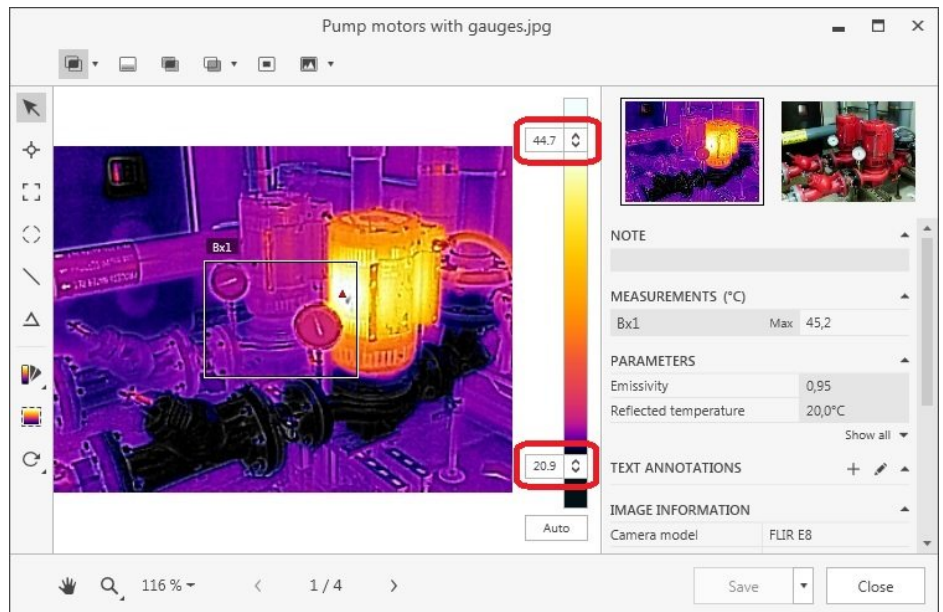 Pump motors with gauges.jpg
44.7
Bx1
20.9
Auto
NOTE
MEASUREMENTS (°C)
Bx1 Max 45,2
PARAMETERS
Emissivity 0,95
Reflected temperature 20,0°C
Show all
TEXT ANNOTATIONS
IMAGE INFORMATION
Camera model FLIR E8
116 %
1 / 4
Save
Close